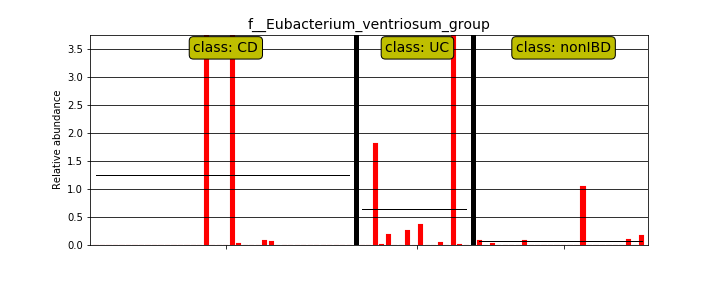 f__Eubacterium_ventriosum_group
class: CD
class: UC
class: nonIBD
Relative abundance
3.5
3.0
2.5
2.0
1.5
1.0
0.5
0.0